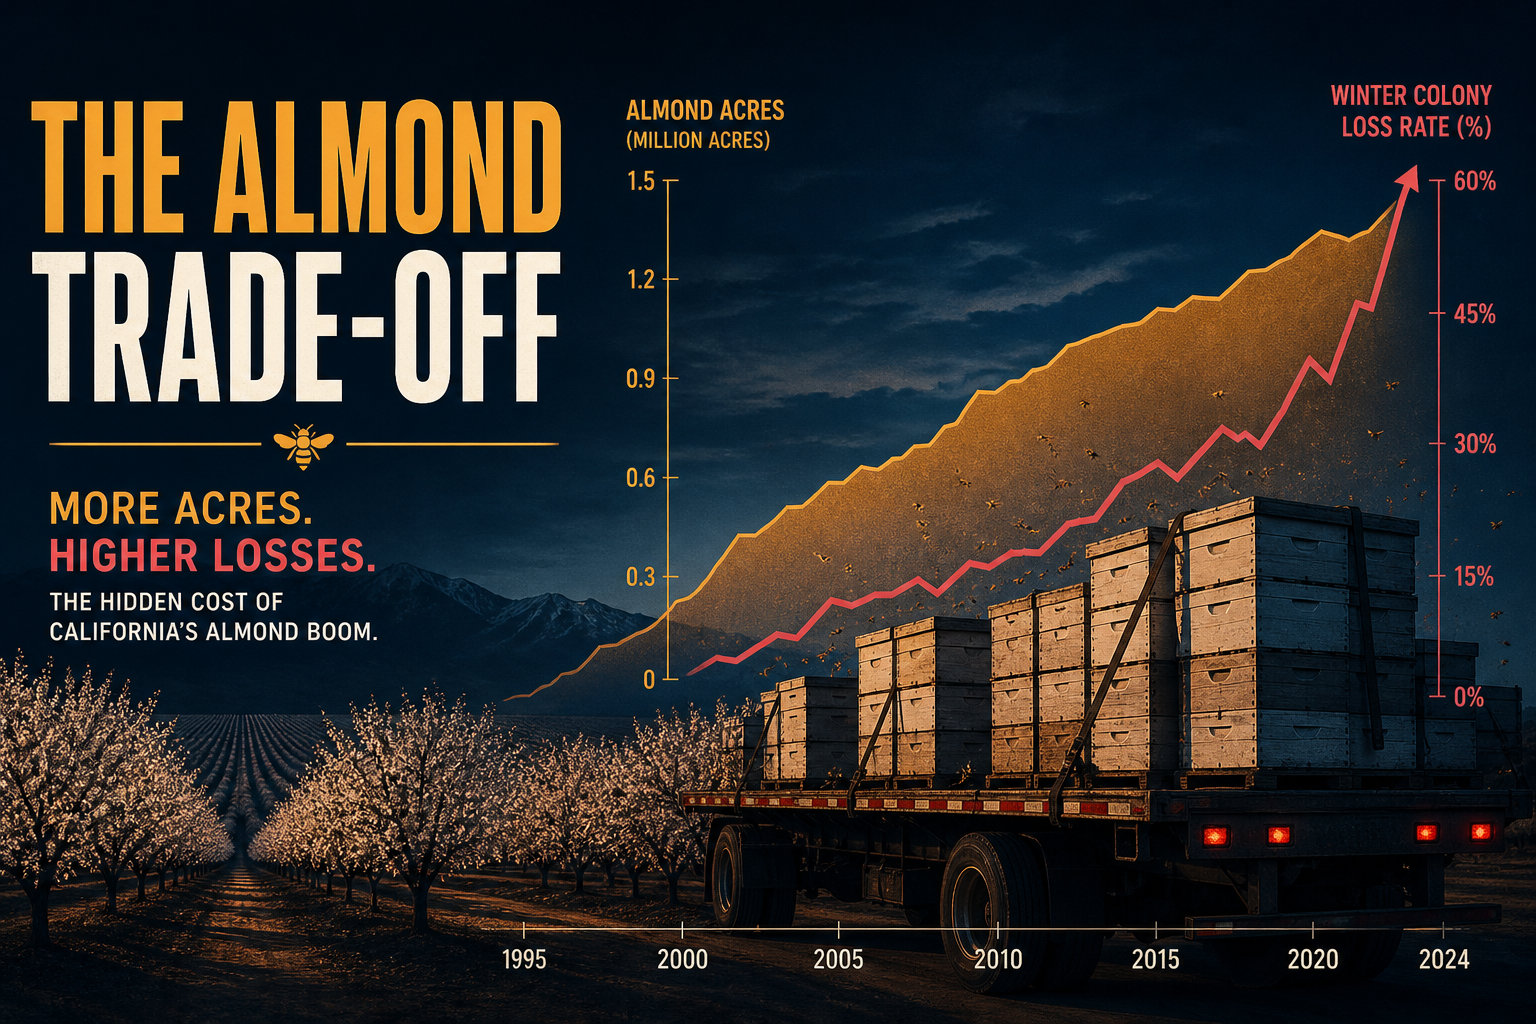 THE ALMOND
TRADE-OFF
MORE ACRES.
HIGHER LOSSES.
THE HIDDEN COST OF
CALIFORNIA'S ALMOND BOOM.
ALMOND ACRES
(MILLION ACRES)
1.5
1.2
0.9
0.6
0.3
0
WINTER COLONY
LOSS RATE (%)
60%
45%
30%
15%
0%
1995 2000 2005 2010 2015 2020 2024